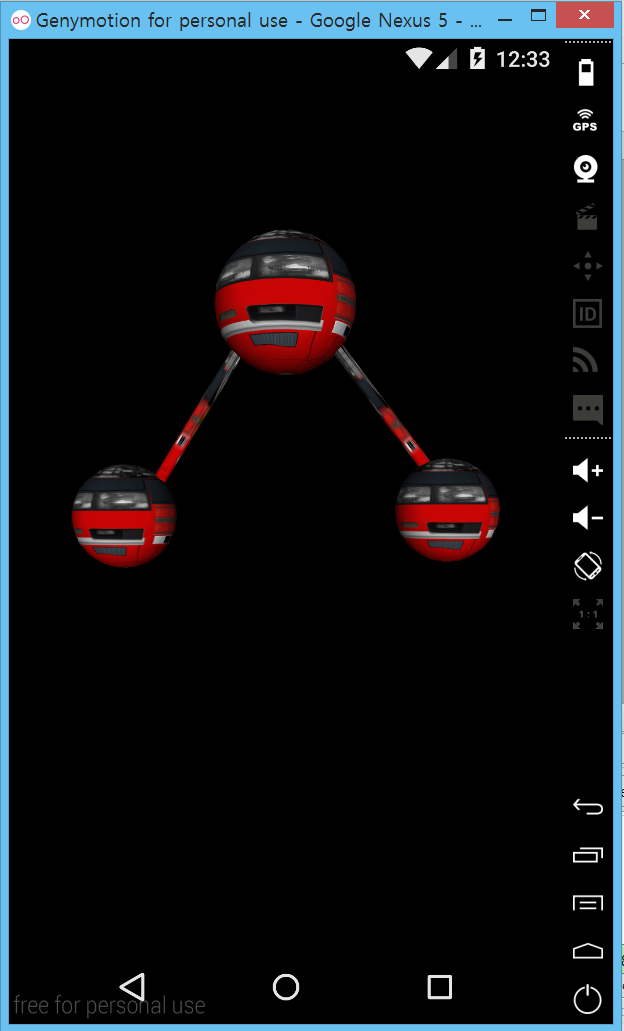 Genymotion for personal use - Google Nexus 5 - ...
12:33
GPS
ID
1:1
free for personal use